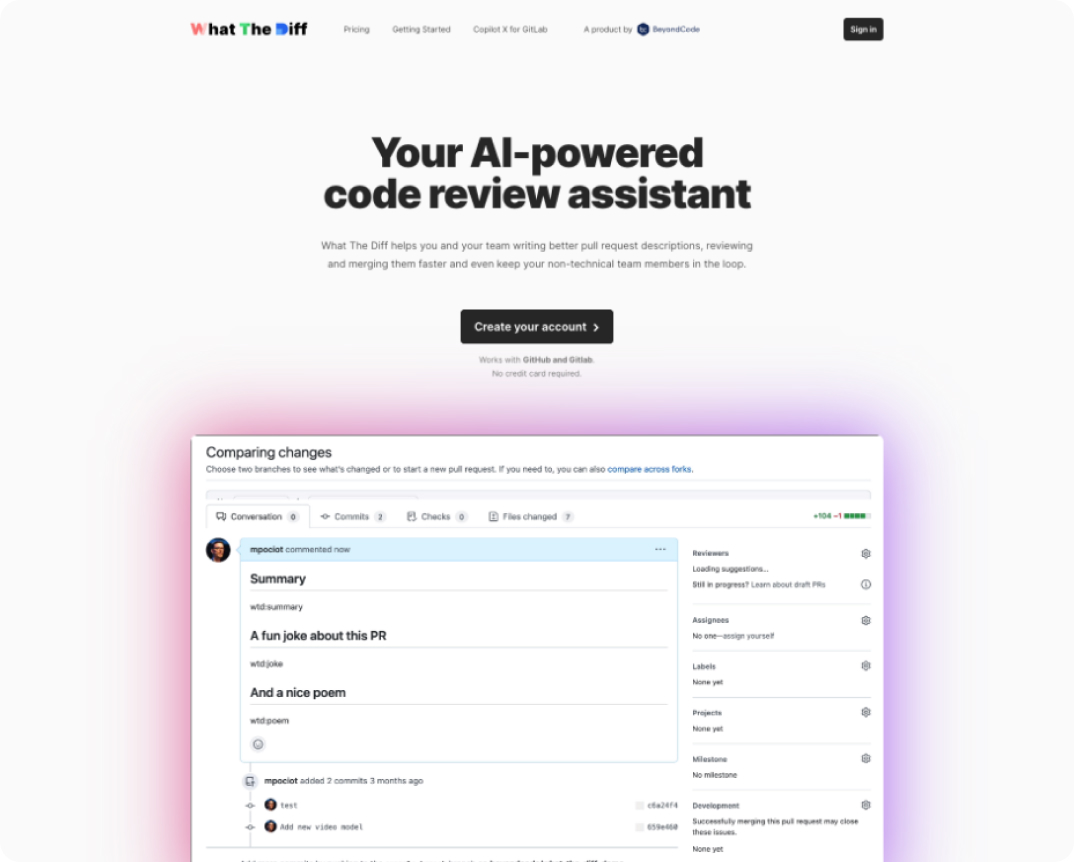 What The Diff
Pricing
Getting Started
Copilot X for GitLab
A product by BeyondCode
Sign in
Your AI-powered
code review assistant
What The Diff helps you and your team writing better pull request descriptions, reviewing
and merging them faster and even keep your non-technical team members in the loop.
Create your account
Works with GitHub and Gitlab.
No credit card required.
Comparing changes
Choose two branches to see what's changed or to start a new pull request. If you need to, you can also compare across forks.
Conversation 0
Commits 2
Checks 0
Files changed 7
+104 −1
mpociot commented now
Summary
wtd:summary
A fun joke about this PR
wtd:joke
And a nice poem
wtd:poem
mpociot added 2 commits 3 months ago
test c6a24f4
Add new video model 659e460
Reviewers
Loading suggestions...
Still in progress? Learn about draft PRs
Assignees
No one—assign yourself
Labels
None yet
Projects
None yet
Milestone
No milestone
Development
Successfully merging this pull request may close
these issues.
None yet